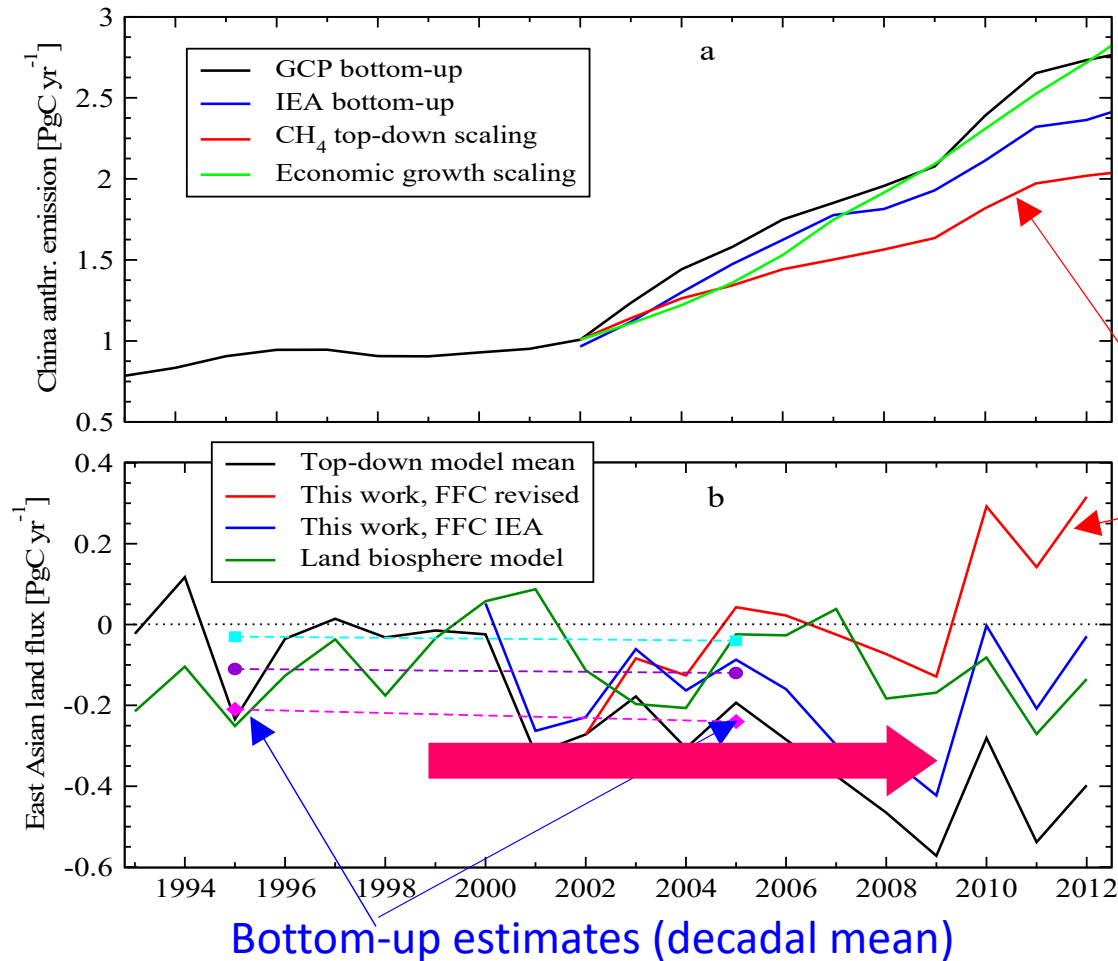 3
2.5
2
1.5
1
0.5
China anthr. emission [PgC yr-1]
a
GCP bottom-up
IEA bottom-up
CH4 top-down scaling
Economic growth scaling
0.4
0.2
0
-0.2
-0.4
-0.6
East Asian land flux [PgC yr-1]
b
Top-down model mean
This work, FFC revised
This work, FFC IEA
Land biosphere model
1994 1996 1998 2000 2002 2004 2006 2008 2010 2012
Bottom-up estimates (decadal mean)